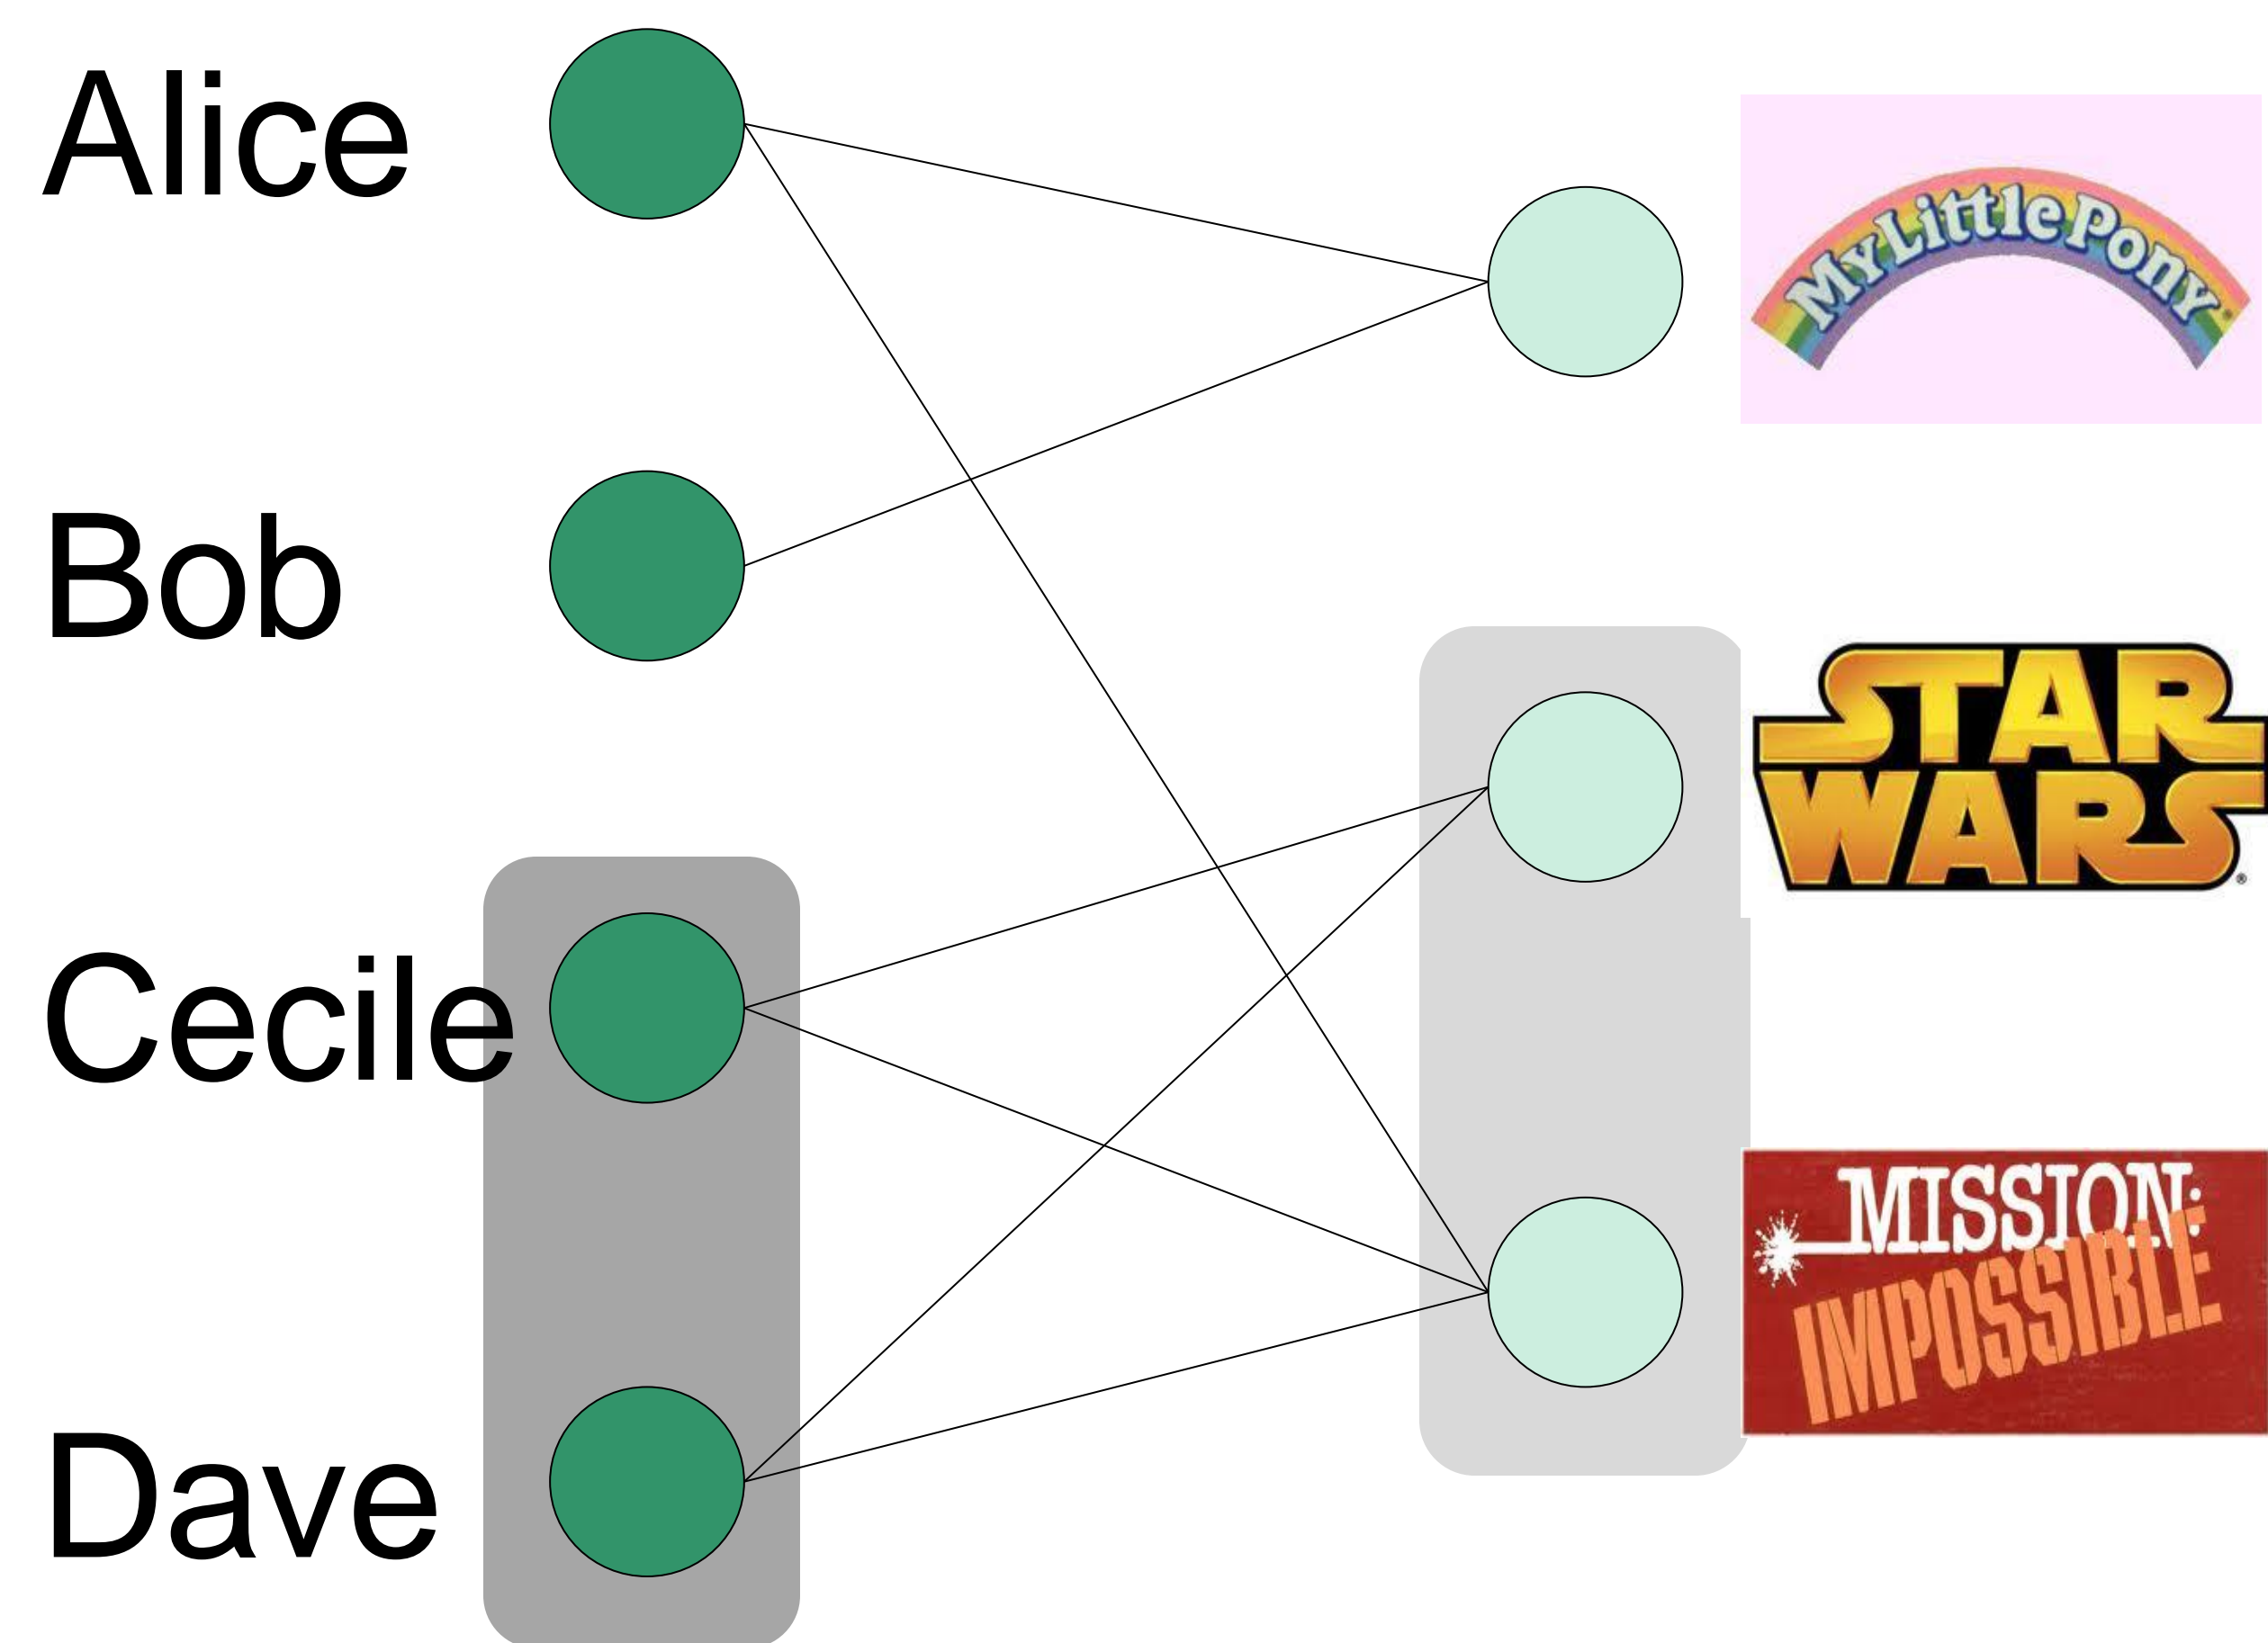 Alice
My Little Pony ®
Bob
STAR
WARS ®
Cecile
MISSION:
IMPOSSIBLE
Dave